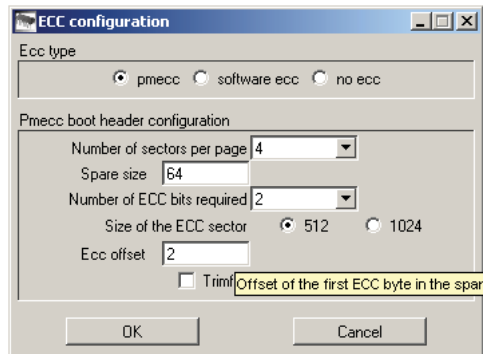 ECC configuration
Ecc type
pmecc software ecc no ecc
Pmecc boot header configuration
Number of sectors per page 4
Spare size 64
Number of ECC bits required 2
Size of the ECC sector 512 1024
Ecc offset 2
Offset of the first ECC byte in the
OK Cancel